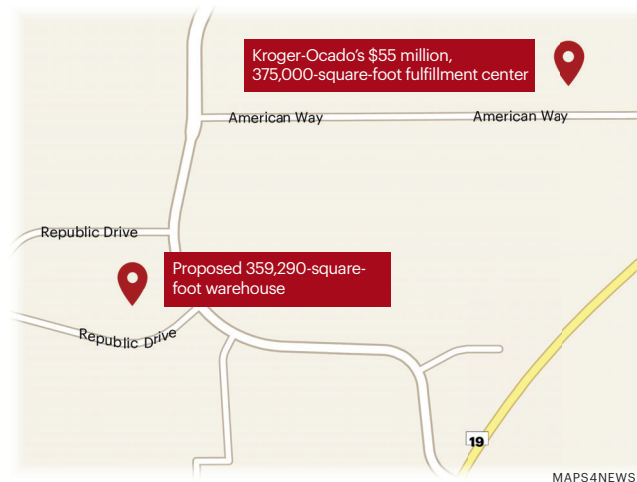 Kroger-Ocado's $55 million,
375,000-square-foot fulfillment center
American Way
American Way
Republic Drive
Proposed 359,290-square-
foot warehouse
Republic Drive
19
MAPS4NEWS